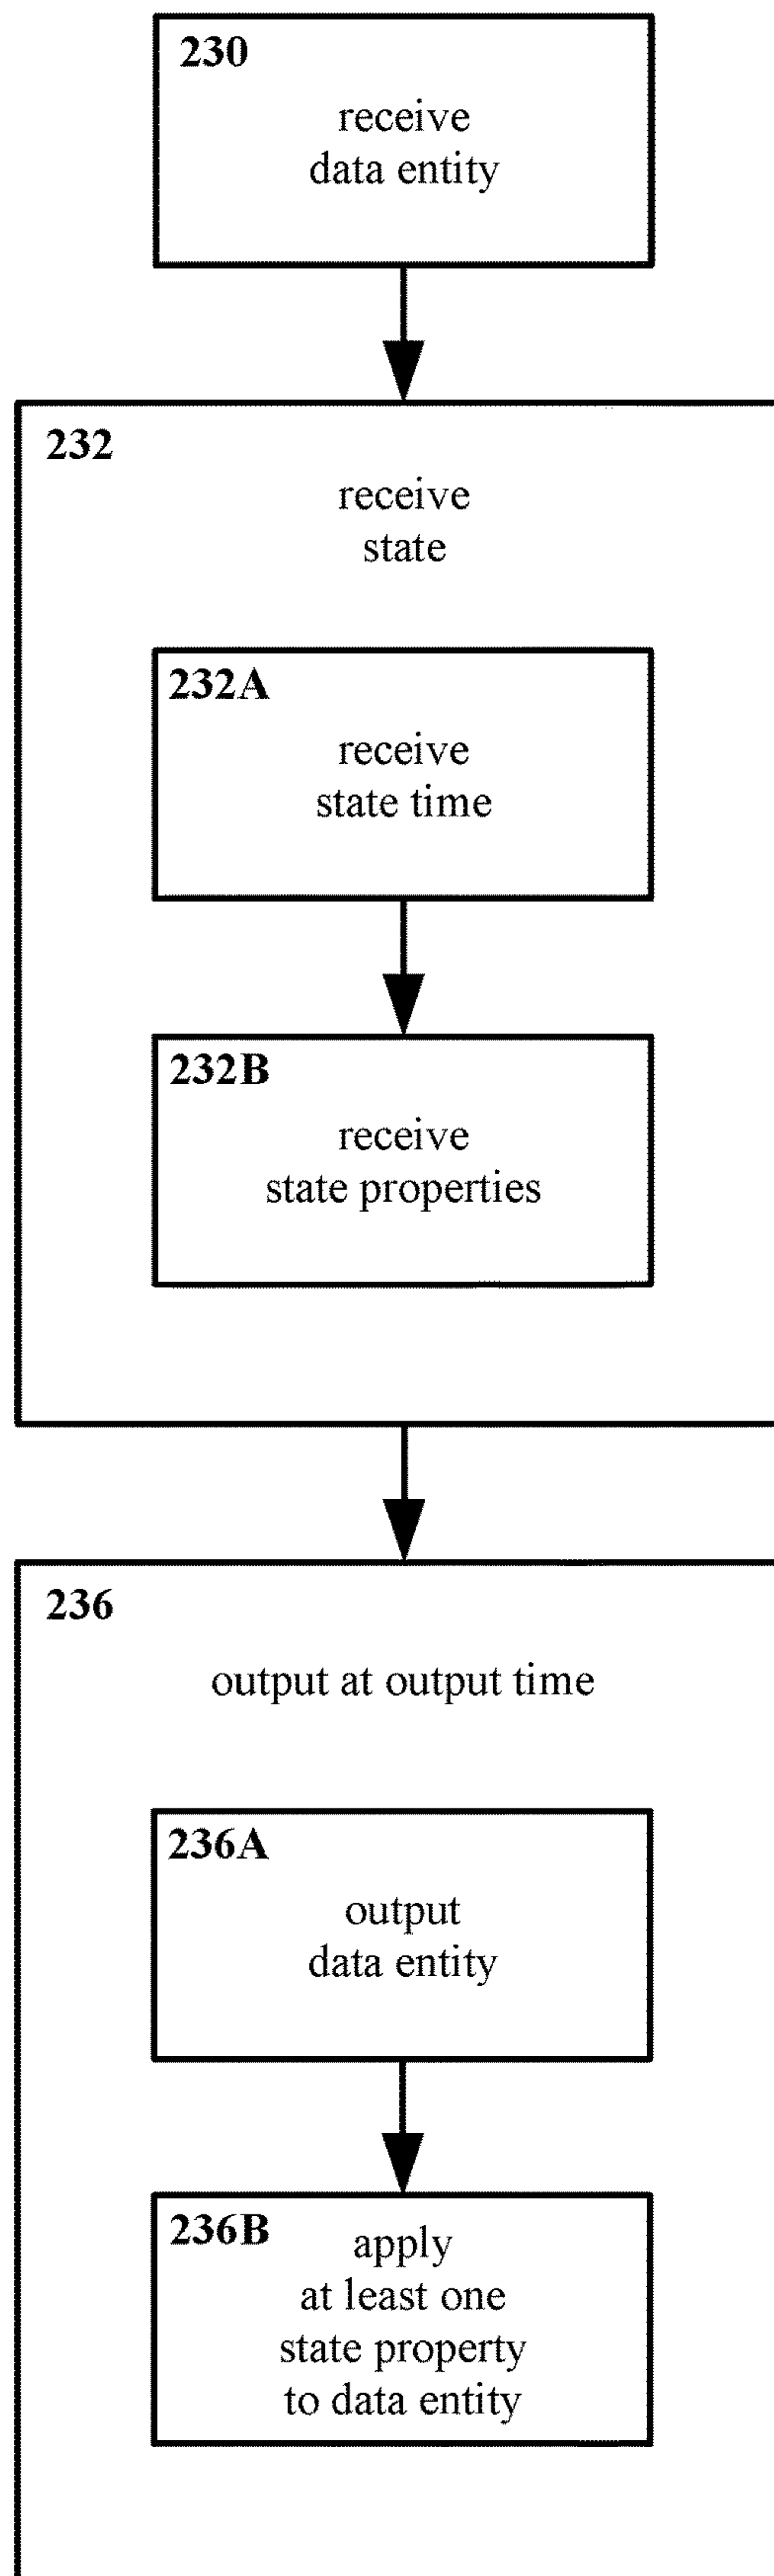 230
receive
data entity
232
receive
state
232A
receive
state time
232B
receive
state properties
236
output at output time
236A
output
data entity
236B
apply
at least one
state property
to data entity